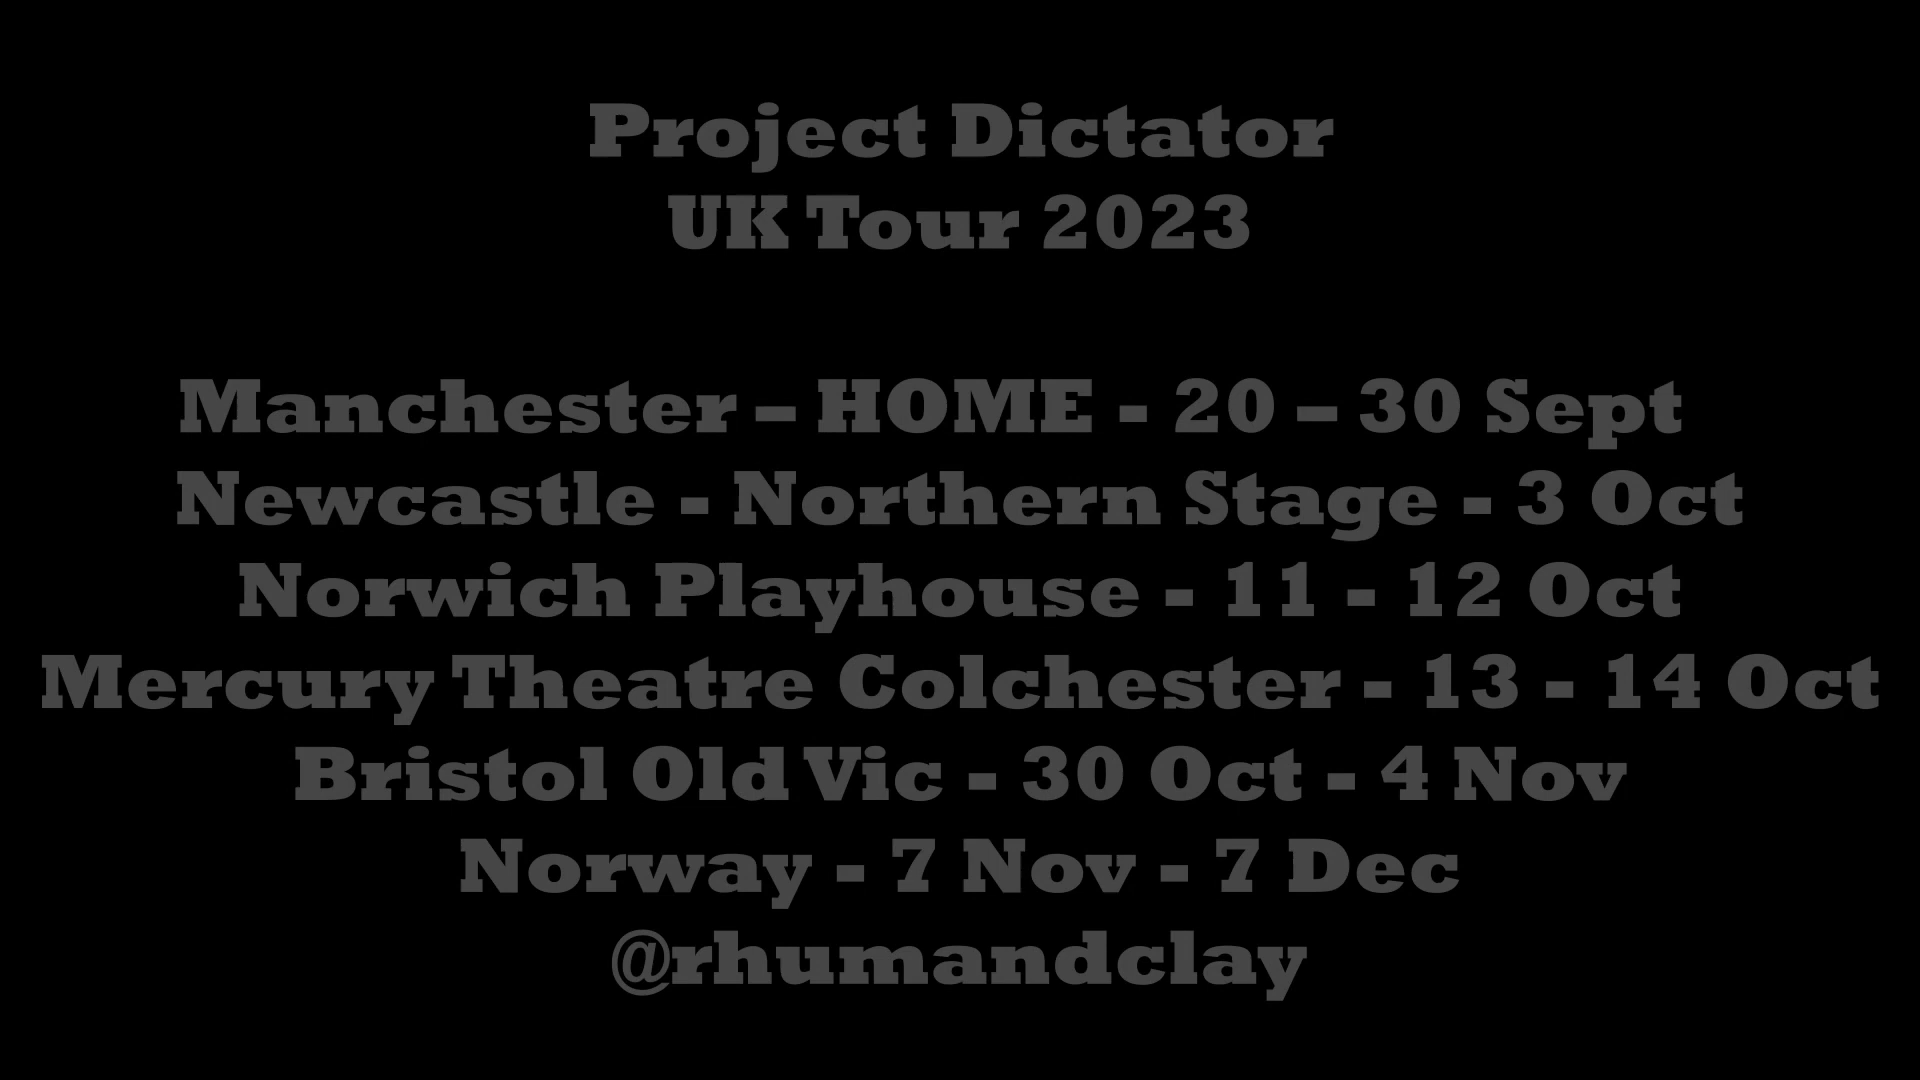 Project Dictator
UK Tour 2023
Manchester – HOME - 20 – 30 Sept
Newcastle - Northern Stage - 3 Oct
Norwich Playhouse - 11 - 12 Oct
Mercury Theatre Colchester - 13 - 14 Oct
Bristol Old Vic - 30 Oct - 4 Nov
Norway - 7 Nov - 7 Dec
@rhumandclay